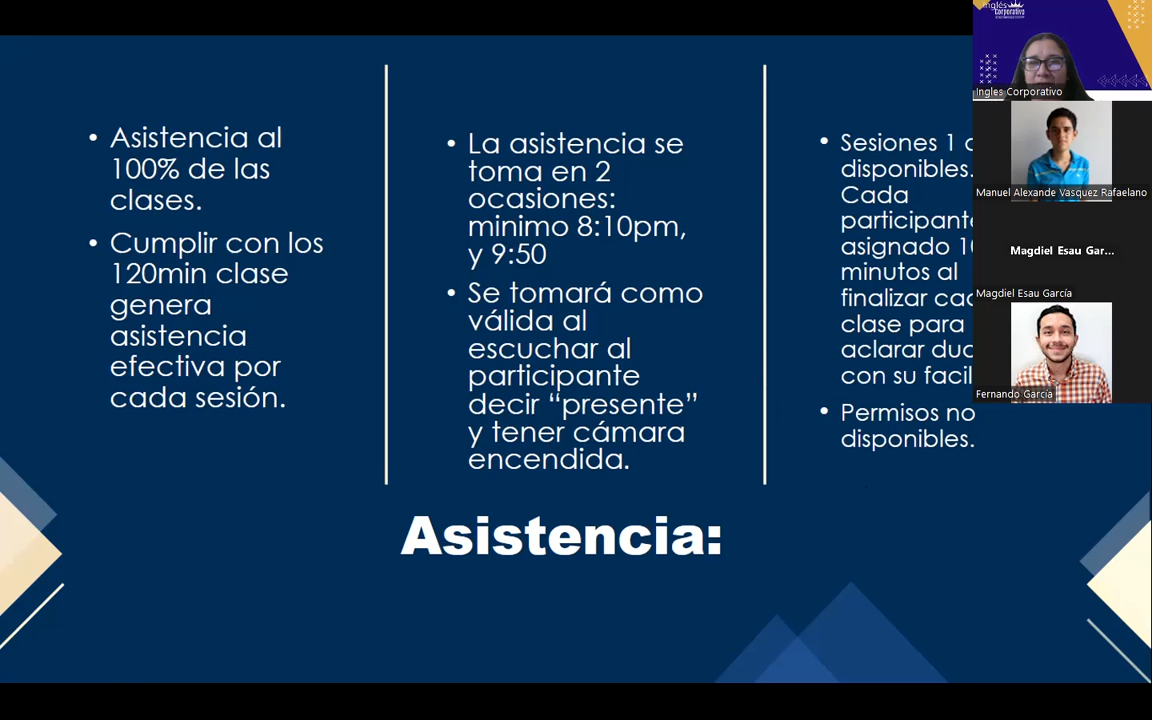 • Asistencia al
100% de las
clases.
• Cumplir con los
120min clase
genera
asistencia
efectiva por
cada sesión.
• La asistencia se
toma en 2
ocasiones:
minimo 8:10pm,
y 9:50
• Se tomará como
válida al
escuchar al
participante
decir “presente”
y tener cámara
encendida.
• Sesiones 1
disponibles.
Cada
participante
asignado
minutos al
finalizar
clase para
aclarar
con su
• Permisos no
disponibles.
Asistencia:
inglés
corporativo
Ingles Corporativo
Manuel Alexande Vasquez Rafaelano
Magdiel Esau Gar...
Magdiel Esau García
Fernando García